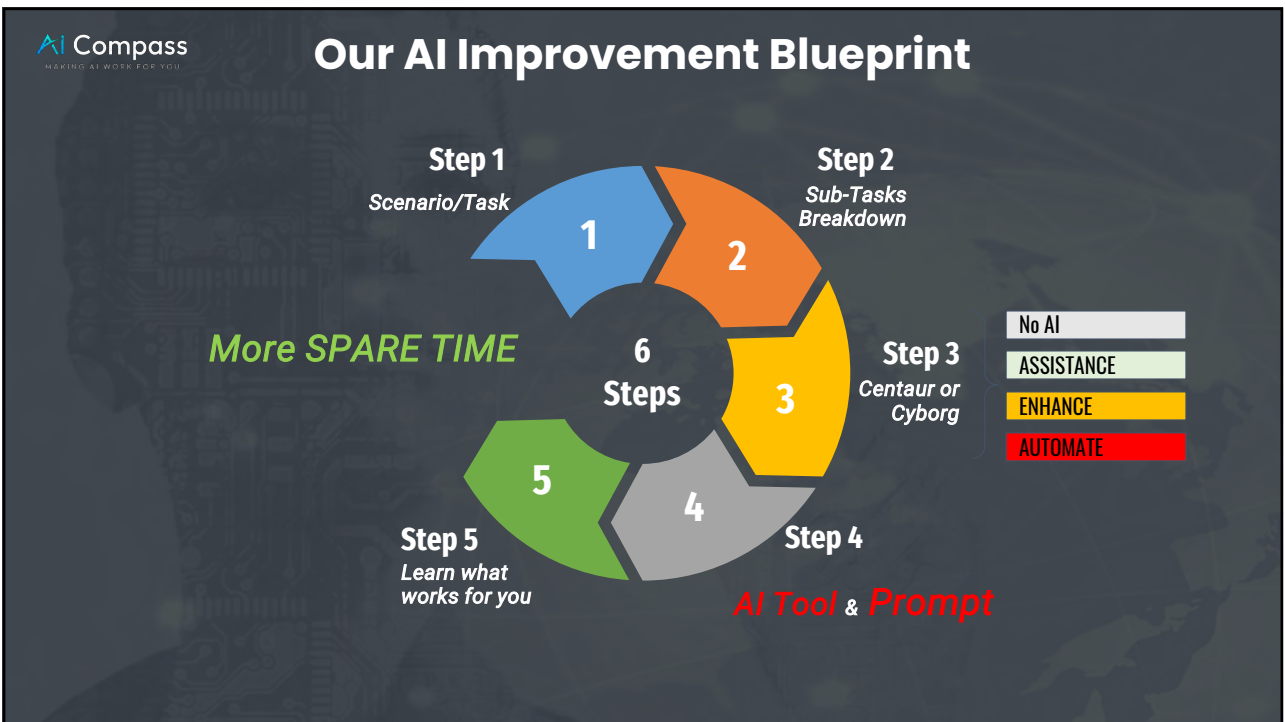 Ai Compass
MAKING AI WORK FOR YOU
Our AI Improvement Blueprint
Step 1
Scenario/Task
1
Step 2
Sub-Tasks
Breakdown
2
Step 3
Centaur or
Cyborg
3
No AI
ASSISTANCE
ENHANCE
AUTOMATE
Step 4
AI Tool & Prompt
4
Step 5
Learn what
works for you
5
More SPARE TIME
6
Steps